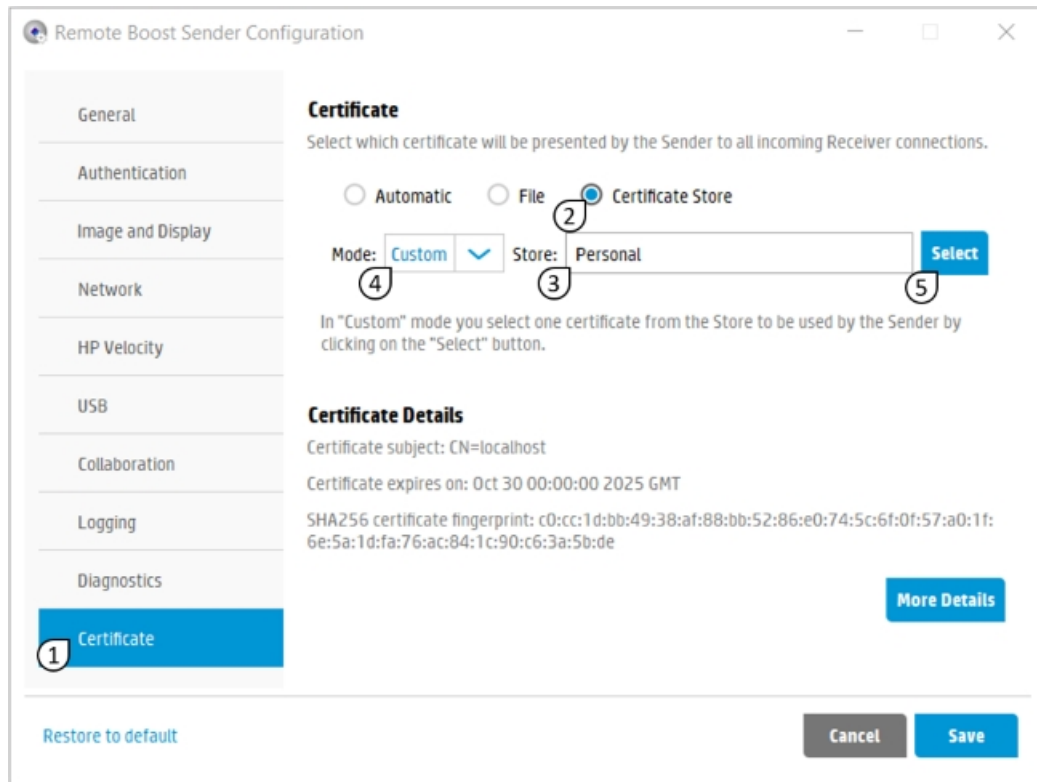 Remote Boost Sender Configuration
General
Authentication
Image and Display
Network
HP Velocity
USB
Collaboration
Logging
Diagnostics
Certificate
1
Certificate
Select which certificate will be presented by the Sender to all incoming Receiver connections.
Automatic File Certificate Store
2
Mode: Custom Store: Personal Select
4 3 5
In "Custom" mode you select one certificate from the Store to be used by the Sender by
clicking on the "Select" button.
Certificate Details
Certificate subject: CN=localhost
Certificate expires on: Oct 30 00:00:00 2025 GMT
SHA256 certificate fingerprint: c0:cc:1d:bb:49:38:af:88:bb:52:86:e0:74:5c:6f:0f:57:a0:1f:
6e:5a:1d:fa:76:ac:84:1c:90:c6:3a:5b:de
More Details
Restore to default Cancel Save